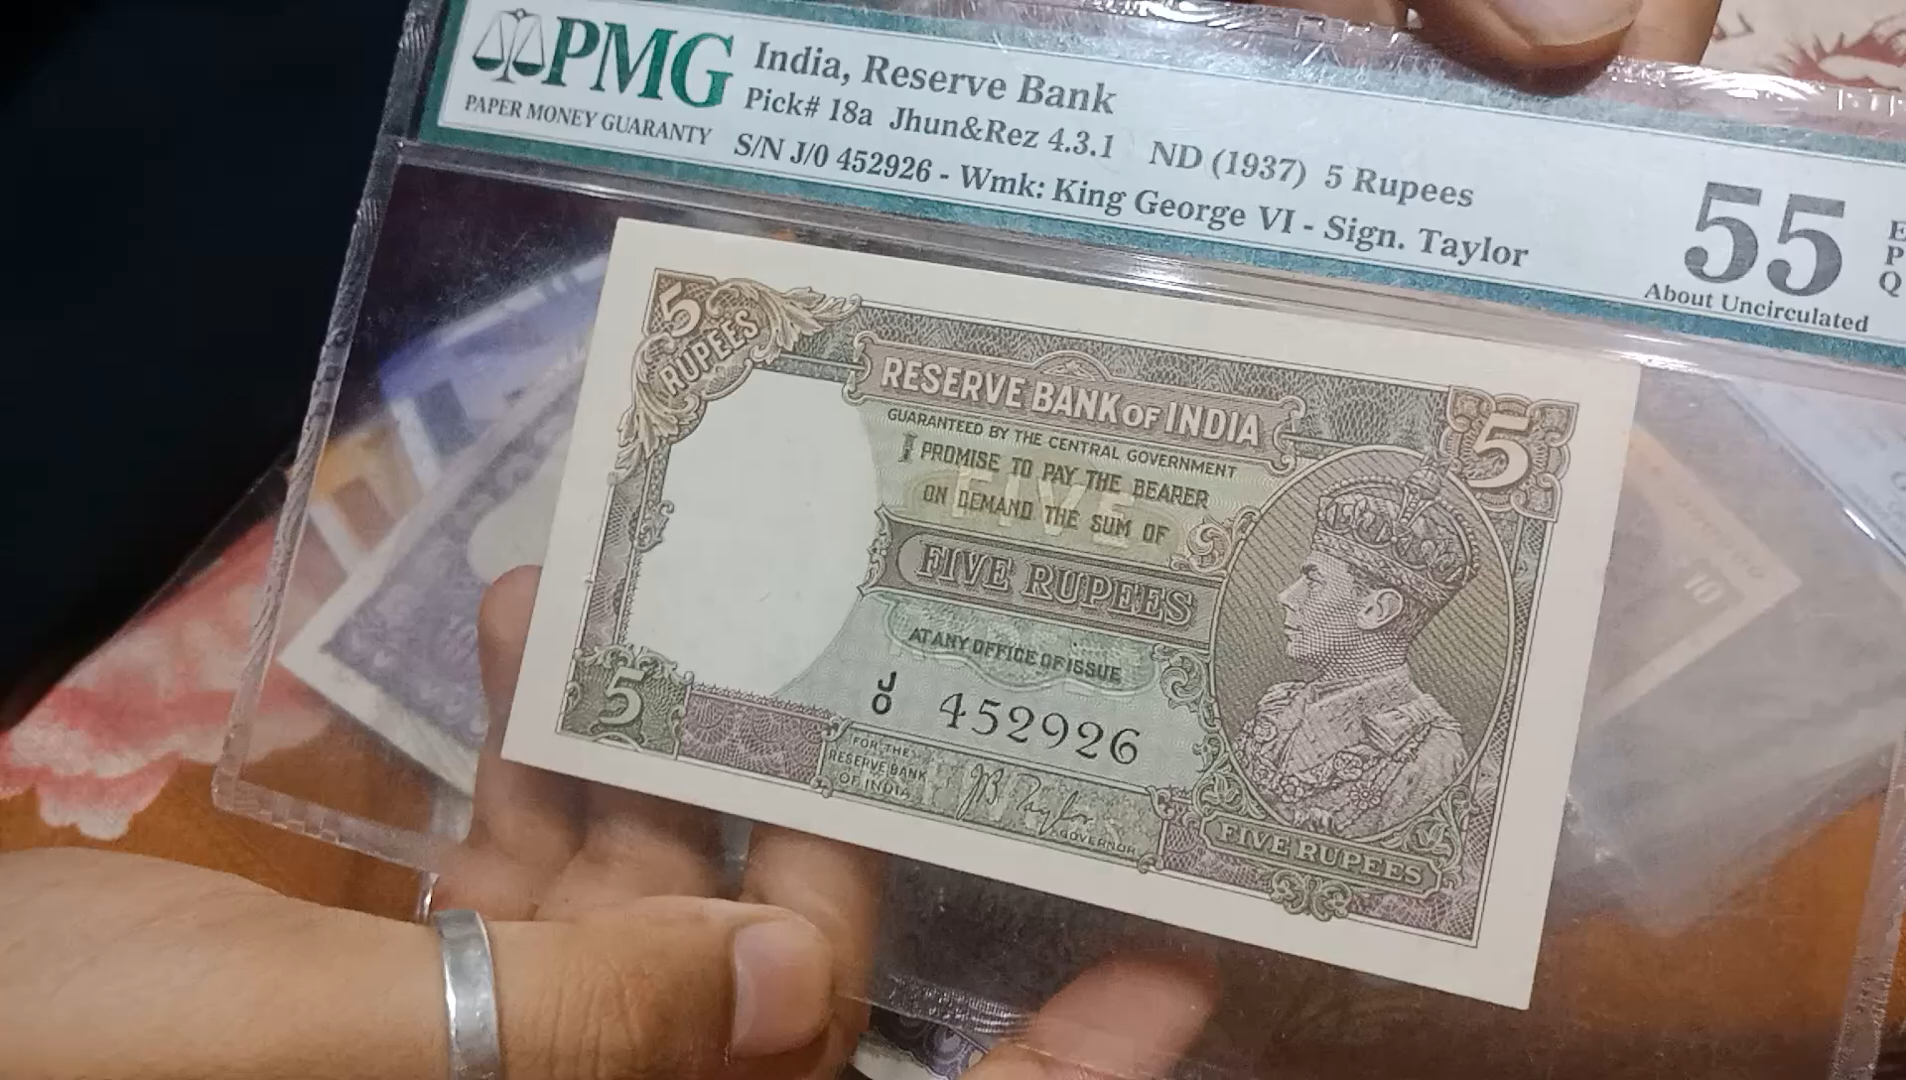 PMG
PAPER MONEY GUARANTY
India, Reserve Bank
Pick# 18a Jhun&Rez 4.3.1 ND (1937) 5 Rupees
S/N J/0 452926 - Wmk: King George VI - Sign. Taylor
55
About Uncirculated
E
P
Q
5
RUPEES
RESERVE BANK OF INDIA
5
GUARANTEED BY THE CENTRAL GOVERNMENT
I PROMISE TO PAY THE BEARER
ON DEMAND THE SUM OF
FIVE
FIVE RUPEES
AT ANY OFFICE OF ISSUE
J
0
452926
5
FOR THE
RESERVE BANK
OF INDIA
JB Taylor
GOVERNOR
FIVE RUPEES
10